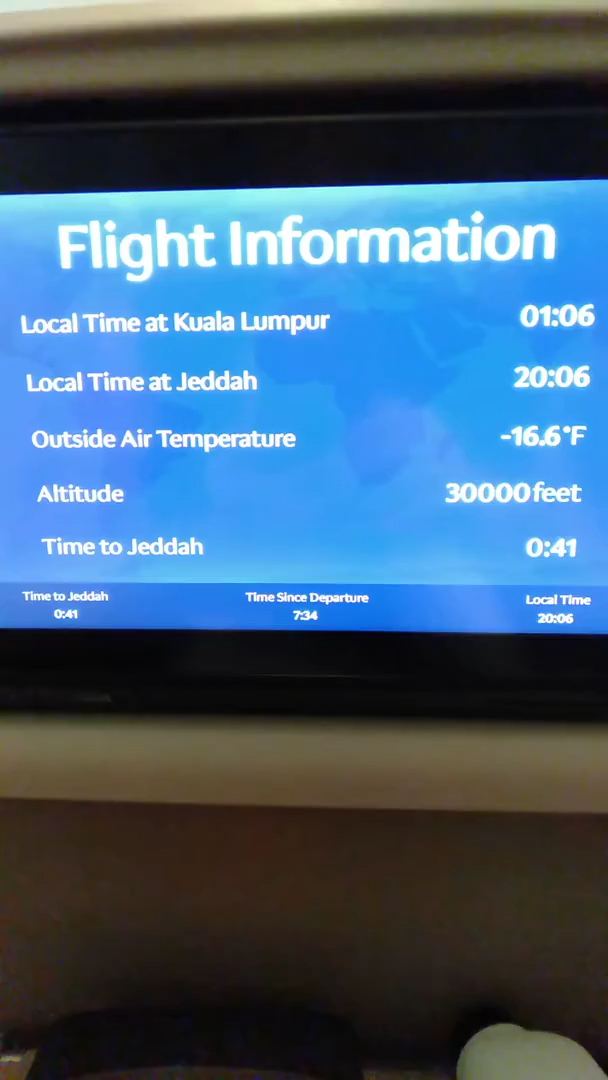 Flight Information
Local Time at Kuala Lumpur 01:06
Local Time at Jeddah 20:06
Outside Air Temperature -16.6°F
Altitude 30000 feet
Time to Jeddah 0:41
Time to Jeddah Time Since Departure Local Time
0:41 7:34 20:06